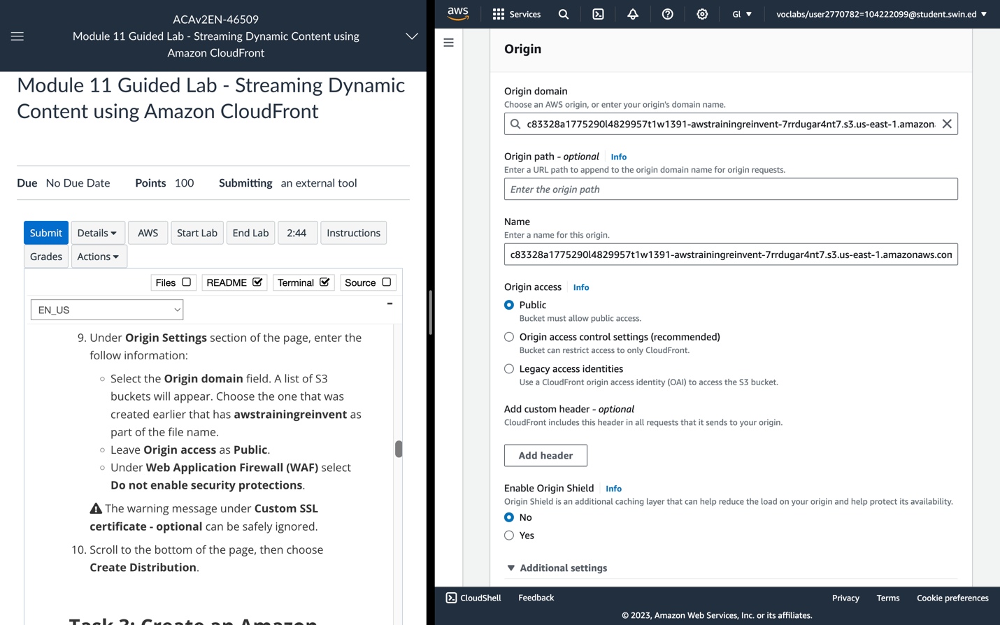 ACAv2EN-46509
Module 11 Guided Lab - Streaming Dynamic Content using
Amazon CloudFront
Module 11 Guided Lab - Streaming Dynamic
Content using Amazon CloudFront
Due No Due Date Points 100 Submitting an external tool
Submit Details AWS Start Lab End Lab 2:44 Instructions
Grades Actions
Files README Terminal Source
EN_US
9. Under Origin Settings section of the page, enter the
follow information:
Select the Origin domain field. A list of S3
buckets will appear. Choose the one that was
created earlier that has awstrainingreinvent as
part of the file name.
Leave Origin access as Public.
Under Web Application Firewall (WAF) select
Do not enable security protections.
The warning message under Custom SSL
certificate - optional can be safely ignored.
10. Scroll to the bottom of the page, then choose
Create Distribution.
aws Services Gl voclabs/user2770782=104222099@student.swin.ed
Origin
Origin domain
Choose an AWS origin, or enter your origin's domain name.
c83328a1775290l4829957t1w1391-awstrainingreinvent-7rrdugar4nt7.s3.us-east-1.amazon
Origin path - optional Info
Enter a URL path to append to the origin domain name for origin requests.
Enter the origin path
Name
Enter a name for this origin.
c83328a1775290l4829957t1w1391-awstrainingreinvent-7rrdugar4nt7.s3.us-east-1.amazonaws.con
Origin access Info
Public
Bucket must allow public access.
Origin access control settings (recommended)
Bucket can restrict access to only CloudFront.
Legacy access identities
Use a CloudFront origin access identity (OAI) to access the S3 bucket.
Add custom header - optional
CloudFront includes this header in all requests that it sends to your origin.
Add header
Enable Origin Shield Info
Origin Shield is an additional caching layer that can help reduce the load on your origin and help protect its availability.
No
Yes
Additional settings
CloudShell Feedback Privacy Terms Cookie preferences
© 2023, Amazon Web Services, Inc. or its affiliates.